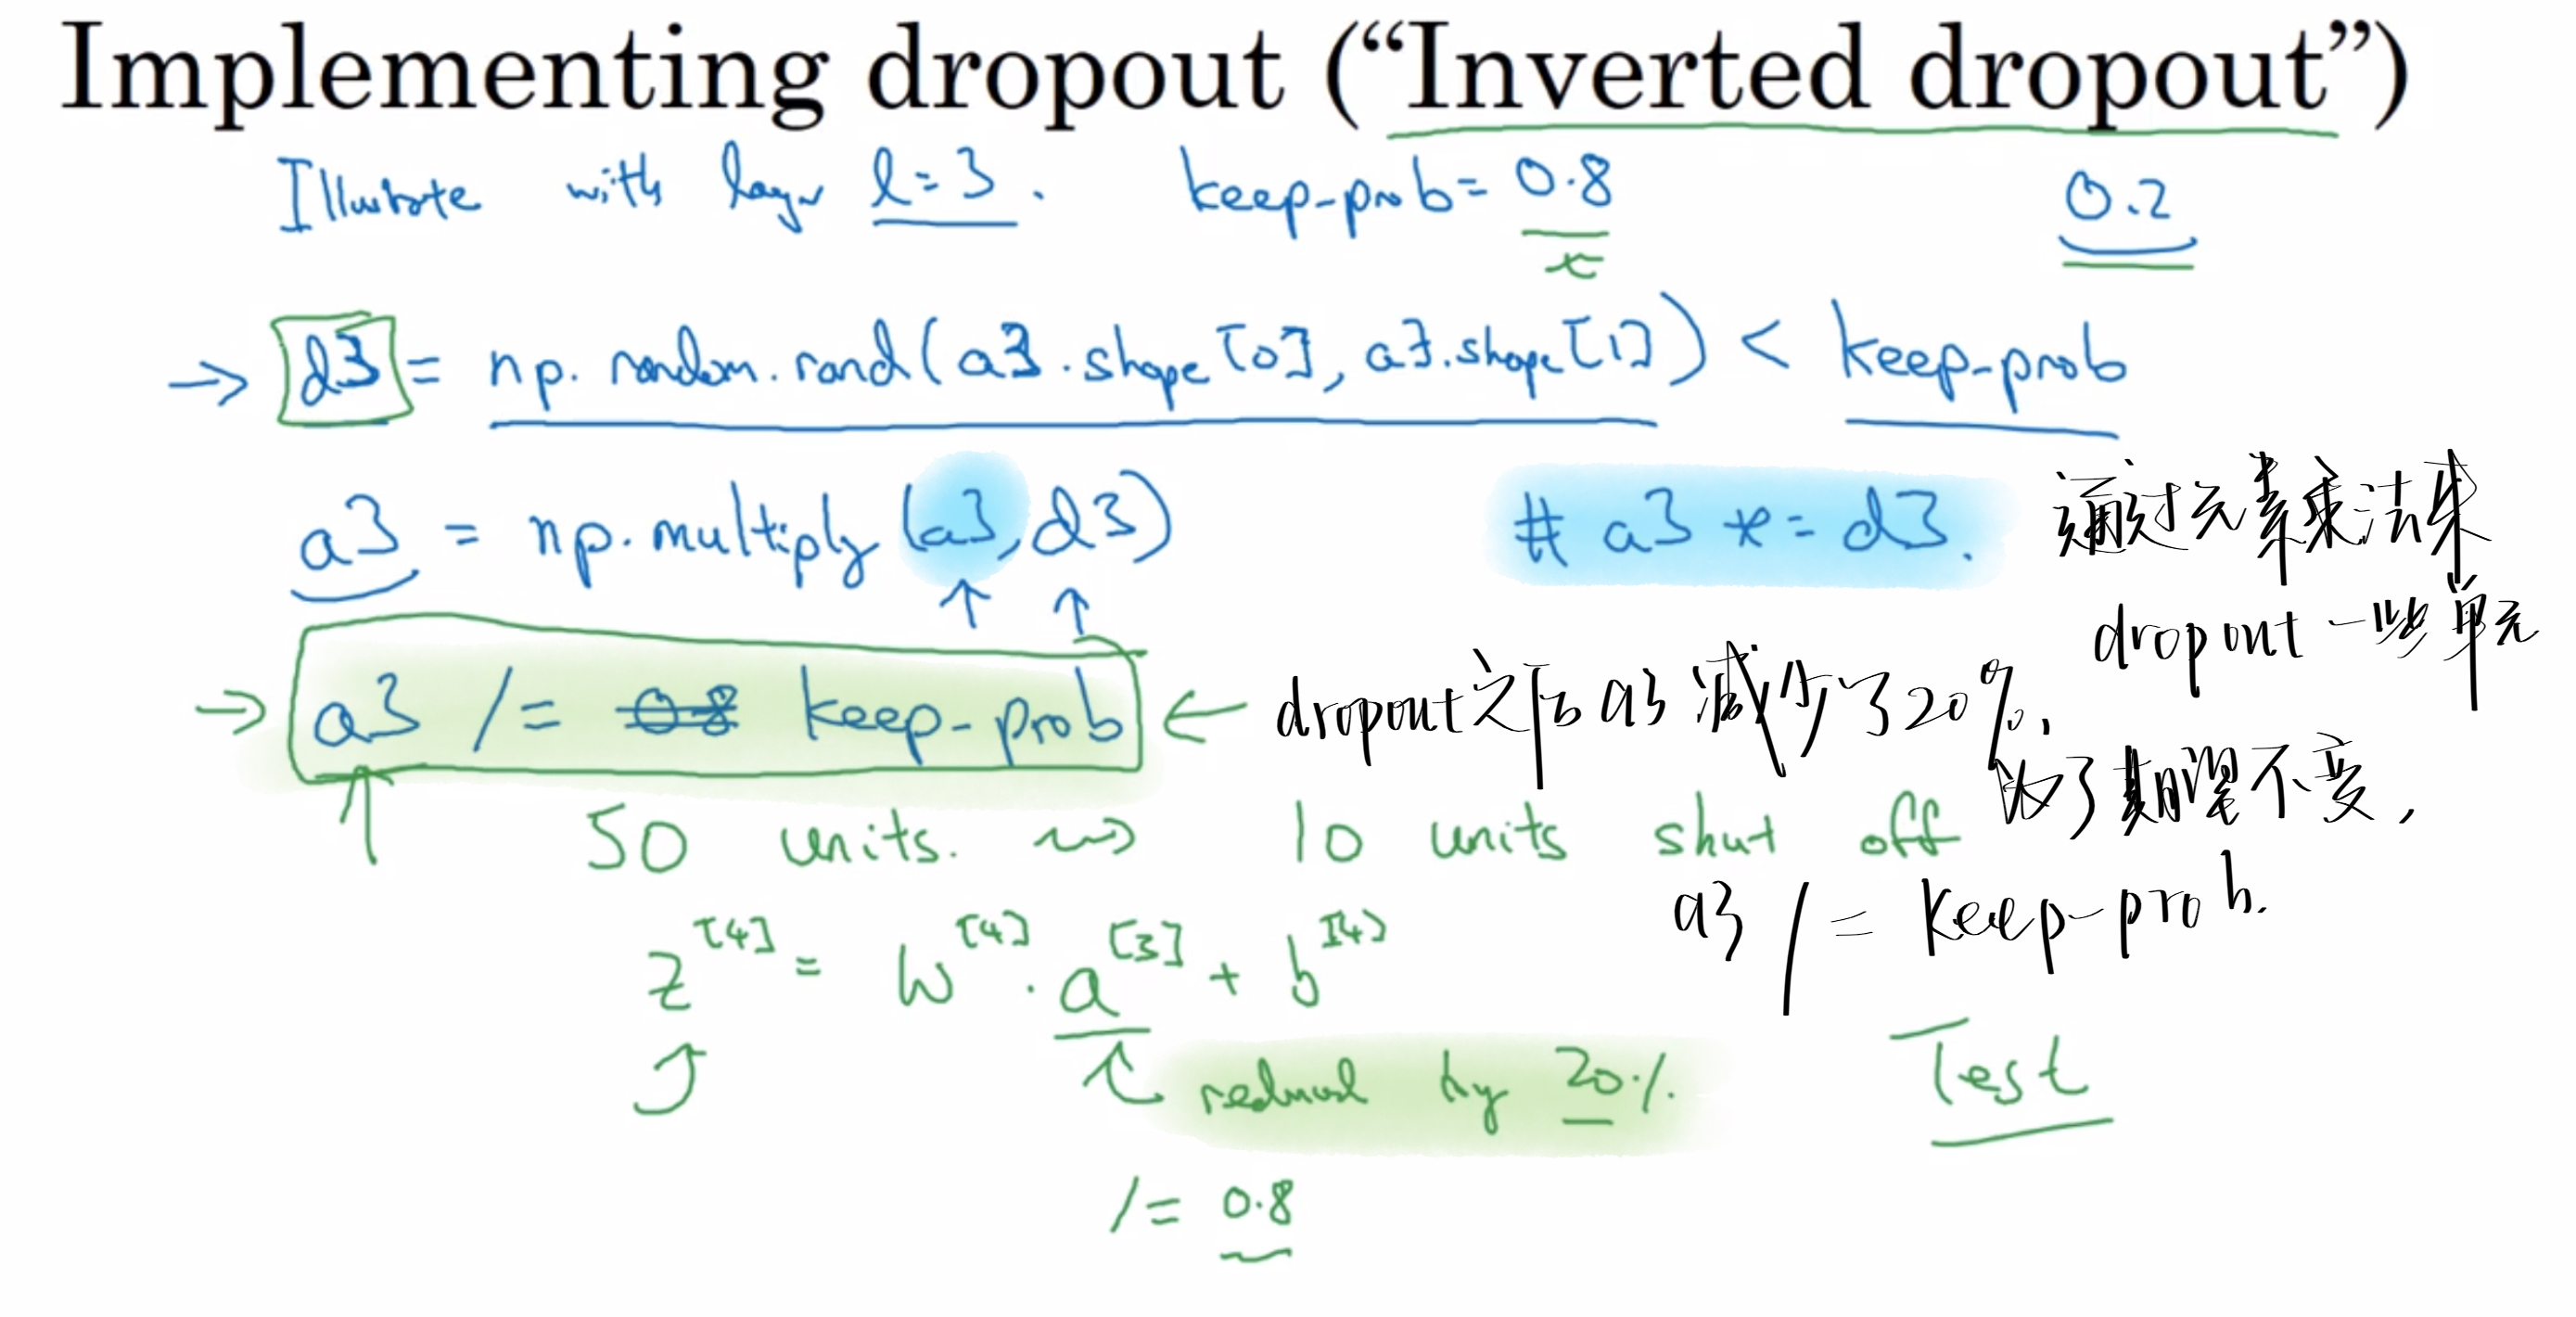 Implementing dropout (“Inverted dropout”)
Illustrate with layer l=3. keep-prob=0.8 0.2
d3 = np.random.rand(a3.shape[0], a3.shape[1]) < keep-prob
a3 = np.multiply(a3,d3) # a3 *= d3.
通过元素乘法来
dropout 一些单元
a3 /= 0.8 keep-prob
dropout之后a3减少了20%,
为了期望不变,
a3 /= keep-prob.
50 units. ⟿ 10 units shut off
z[4] = W[4] · a[3] + b[4]
reduced by 20%.
Test
/= 0.8